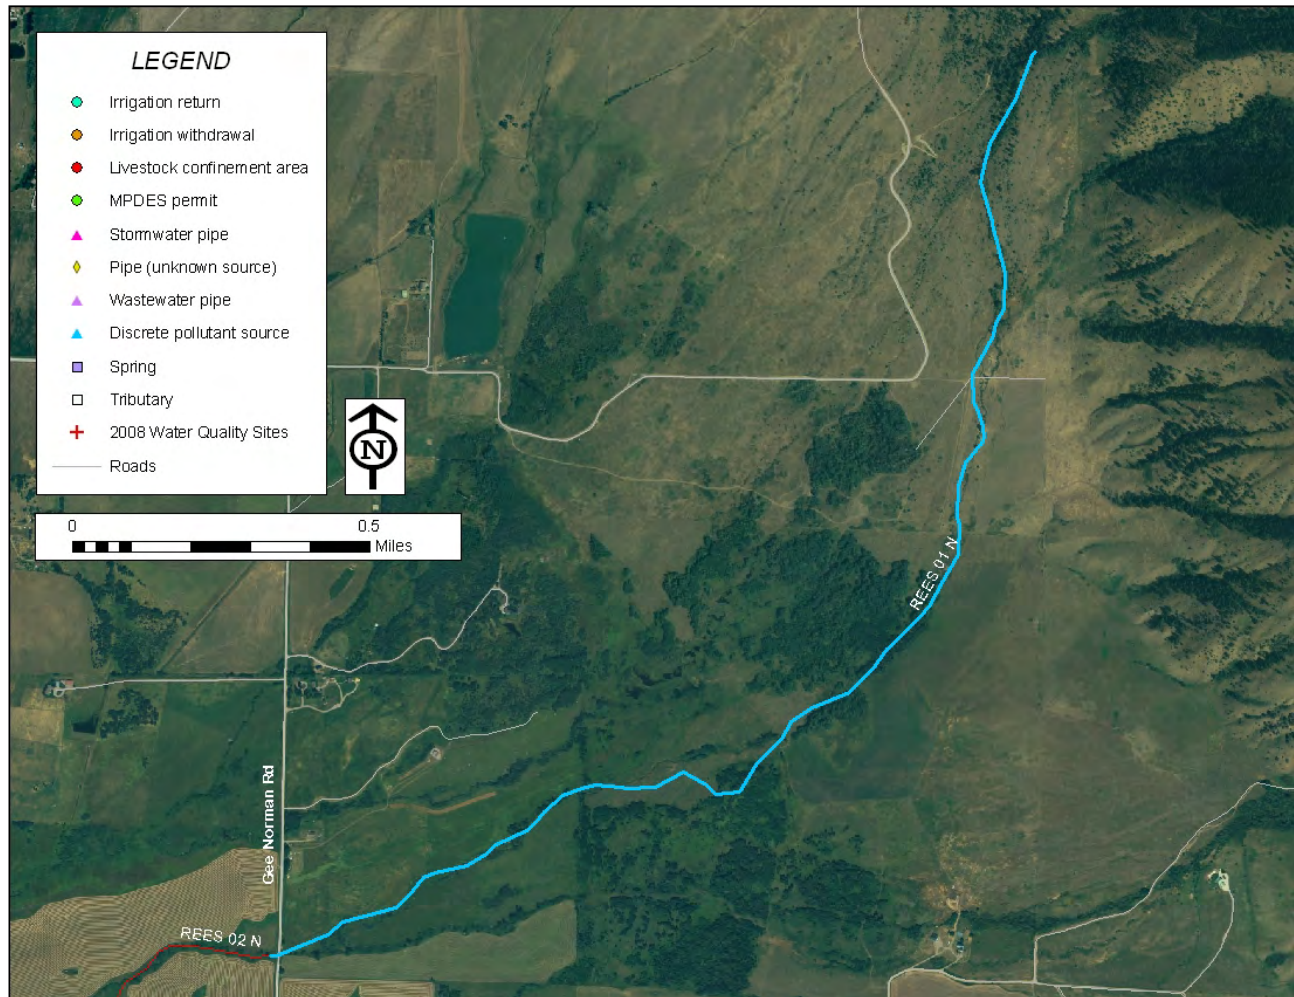 LEGEND
Irrigation return
Irrigation withdrawal
Livestock confinement area
MPDES permit
Stormwater pipe
Pipe (unknown source)
Wastewater pipe
Discrete pollutant source
Spring
Tributary
2008 Water Quality Sites
Roads
N
0 0.5
Miles
REES 01 N
Gee Norman Rd
REES 02 N